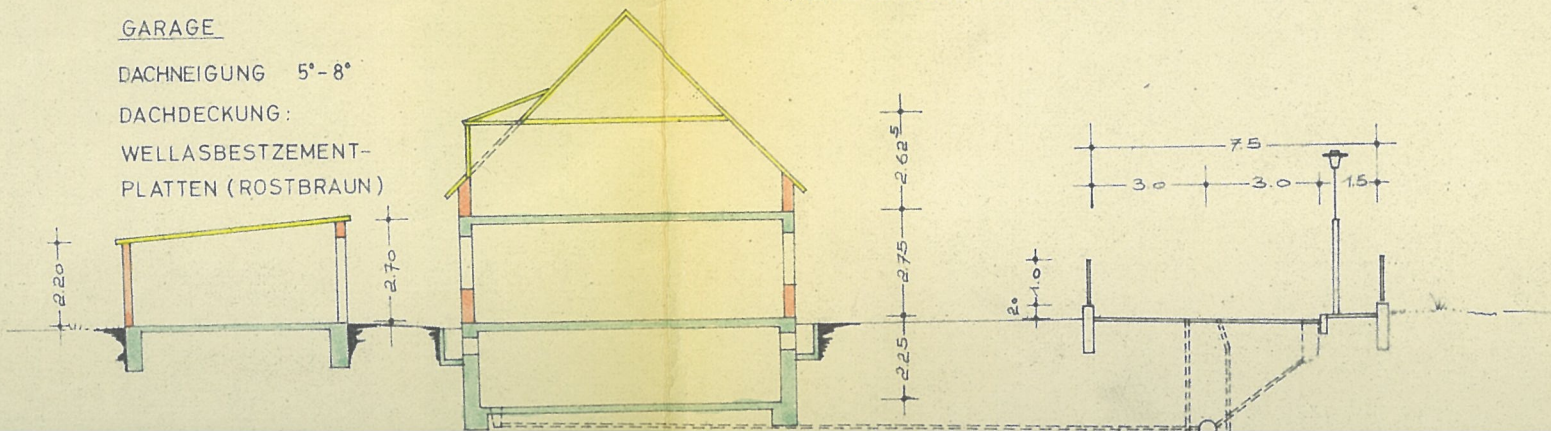 GARAGE
DACHNEIGUNG 5°-8°
DACHDECKUNG:
WELLASBESTZEMENT-
PLATTEN (ROSTBRAUN)
2.20
2.70
2.62⁵
2.75
2.25
7.5
3.0
3.0
1.5
1.0
20